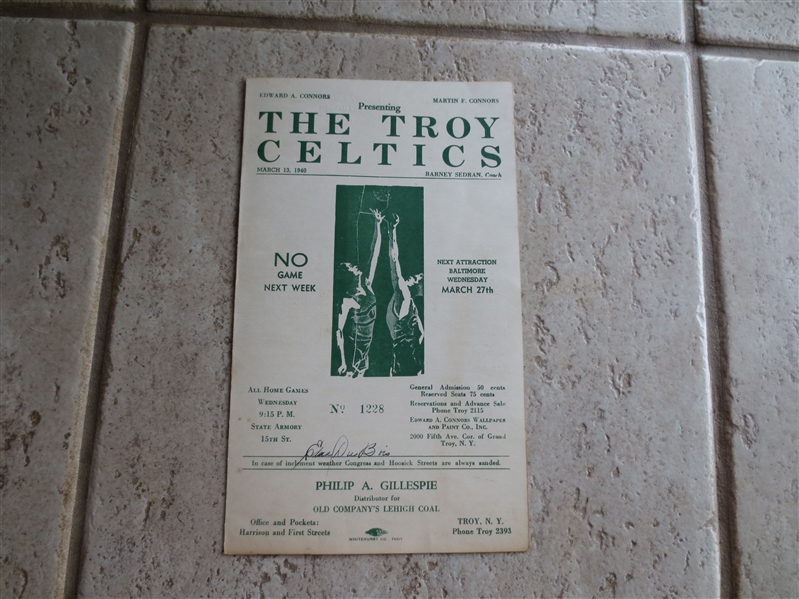 EDWARD A. CONNORS
MARTIN F. CONNORS
Presenting
THE TROY
CELTICS
MARCH 13, 1940
BARNEY SEDRAN, Coach
NO
GAME
NEXT WEEK
NEXT ATTRACTION
BALTIMORE
WEDNESDAY
MARCH 27th
ALL HOME GAMES
WEDNESDAY
9:15 P. M.
STATE ARMORY
15TH ST.
No 1228
General Admission 50 cents
Reserved Seats 75 cents
Reservations and Advance Sale
Phone Troy 2115
EDWARD A. CONNORS WALLPAPER
AND PAINT CO., INC.
2000 Fifth Ave. Cor. of Grand
Troy, N. Y.
In case of inclement weather Congress and Hoosick Streets are always sanded.
PHILIP A. GILLESPIE
Distributor for
OLD COMPANY'S LEHIGH COAL
Office and Pockets:
Harrison and First Streets
TROY, N. Y.
Phone Troy 2393